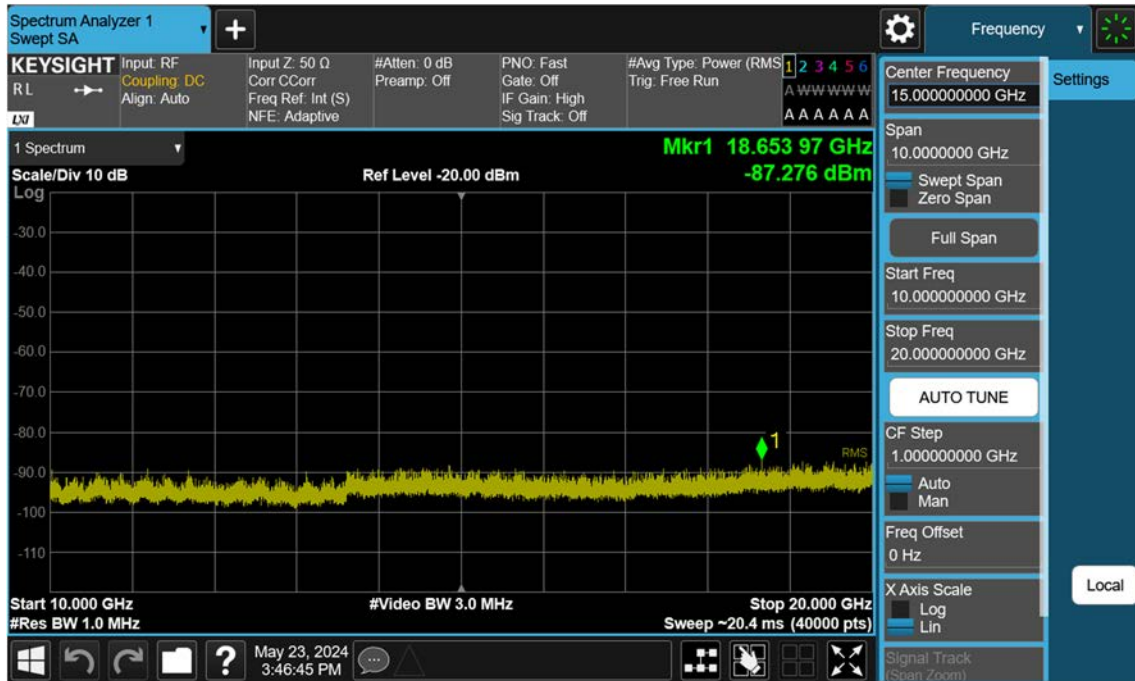 Spectrum Analyzer 1
Swept SA
+
Frequency
KEYSIGHT
R L
LXI
Input: RF
Coupling: DC
Align: Auto
Input Z: 50 Ω
Corr CCorr
Freq Ref: Int (S)
NFE: Adaptive
#Atten: 0 dB
Preamp: Off
PNO: Fast
Gate: Off
IF Gain: High
Sig Track: Off
#Avg Type: Power (RMS
Trig: Free Run
1 2 3 4 5 6
A W W W W W
A A A A A A
1 Spectrum
Scale/Div 10 dB
Ref Level -20.00 dBm
Mkr1 18.653 97 GHz
-87.276 dBm
Log
-30.0
-40.0
-50.0
-60.0
-70.0
-80.0
-90.0
-100
-110
1
RMS
Start 10.000 GHz
#Video BW 3.0 MHz
Stop 20.000 GHz
#Res BW 1.0 MHz
Sweep ~20.4 ms (40000 pts)
Center Frequency
15.000000000 GHz
Span
10.0000000 GHz
Swept Span
Zero Span
Full Span
Start Freq
10.000000000 GHz
Stop Freq
20.000000000 GHz
AUTO TUNE
CF Step
1.000000000 GHz
Auto
Man
Freq Offset
0 Hz
X Axis Scale
Log
Lin
Signal Track
(Span Zoom)
Settings
Local
?
May 23, 2024
3:46:45 PM